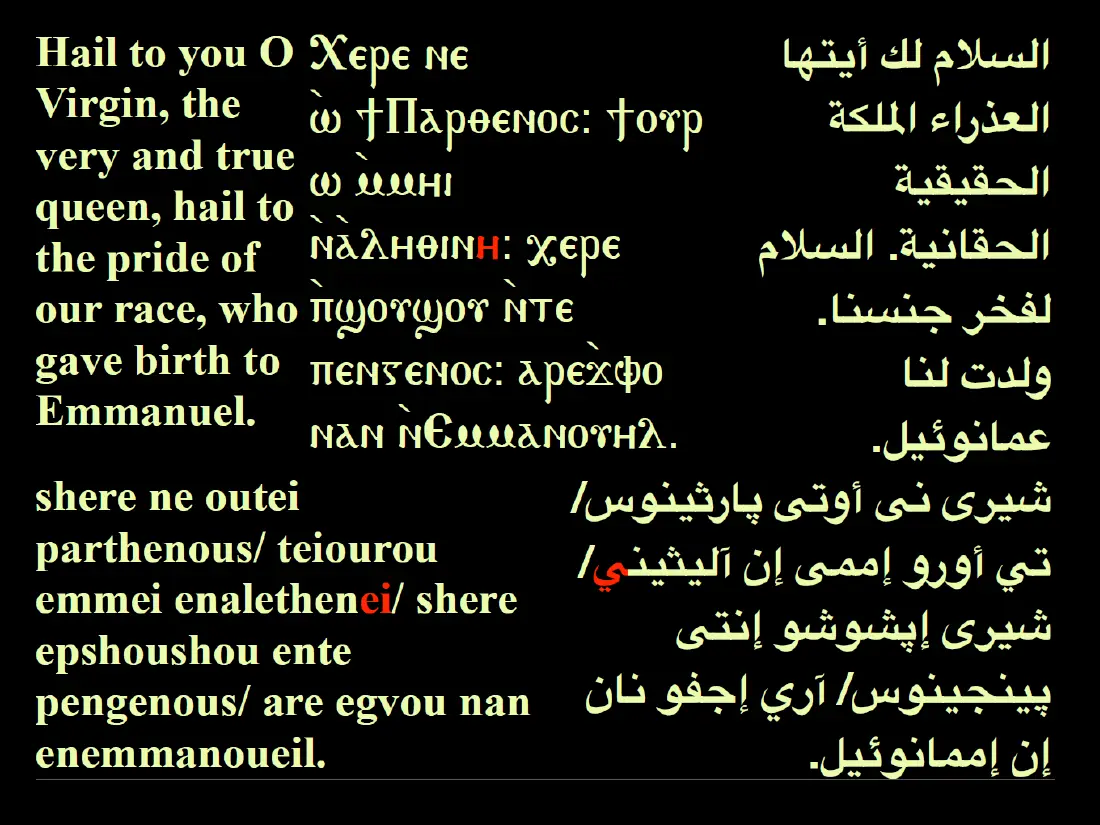 Hail to you O
Virgin, the
very and true
queen, hail to
the pride of
our race, who
gave birth to
Emmanuel.
Ⲭⲉⲣⲉ ⲛⲉ
ⲱ̀ ϯⲠⲁⲣⲑⲉⲛⲟⲥ: ϯⲟⲩⲣ
ⲱ ⲙ̀ⲙⲏⲓ
ⲛ̀ⲁ̀ⲗⲏⲑⲓⲛⲏ: ⲭⲉⲣⲉ
ⲡ̀ϣⲟⲩϣⲟⲩ ⲛ̀ⲧⲉ
ⲡⲉⲛⲅⲉⲛⲟⲥ: ⲁⲣⲉϫ̀ⲫⲟ
ⲛⲁⲛ ⲛ̀Ⲉⲙⲙⲁⲛⲟⲩⲏⲗ.
السلام لك أيتها
العذراء الملكة
الحقيقية
الحقانية. السلام
لفخر جنسنا.
ولدت لنا
عمانوئيل.
shere ne outei
parthenous/ teiourou
emmei enalethenei/ shere
epshoushou ente
pengenous/ are egvou nan
enemmanoueil.
شيرى نى أوتى پارثينوس/
تي أورو إممى إن آليثيني/
شيرى إپشوشو إنتى
پينجينوس/ آري إجفو نان
إن إممانوئيل.